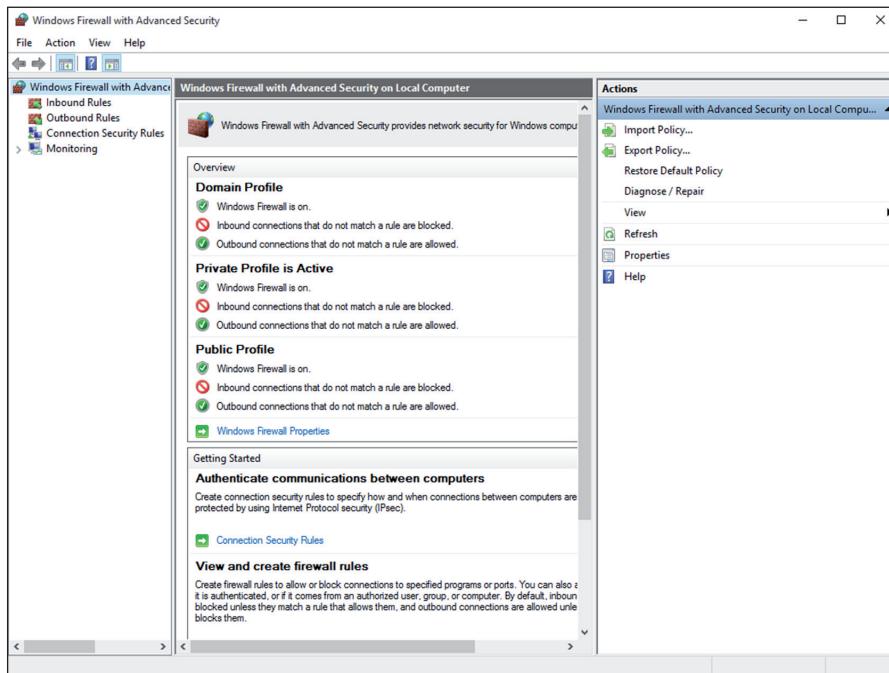 Windows Firewall with Advanced Security
File Action View Help
Windows Firewall with Advance
Inbound Rules
Outbound Rules
Connection Security Rules
Monitoring
Windows Firewall with Advanced Security on Local Computer
Windows Firewall with Advanced Security provides network security for Windows compu
Overview
Domain Profile
Windows Firewall is on.
Inbound connections that do not match a rule are blocked.
Outbound connections that do not match a rule are allowed.
Private Profile is Active
Windows Firewall is on.
Inbound connections that do not match a rule are blocked.
Outbound connections that do not match a rule are allowed.
Public Profile
Windows Firewall is on.
Inbound connections that do not match a rule are blocked.
Outbound connections that do not match a rule are allowed.
Windows Firewall Properties
Getting Started
Authenticate communications between computers
Create connection security rules to specify how and when connections between computers are
protected by using Internet Protocol security (IPsec).
Connection Security Rules
View and create firewall rules
Create firewall rules to allow or block connections to specified programs or ports. You can also a
it is authenticated, or if it comes from an authorized user, group, or computer. By default, inboun
blocked unless they match a rule that allows them, and outbound connections are allowed unle
blocks them.
Actions
Windows Firewall with Advanced Security on Local Compu...
Import Policy...
Export Policy...
Restore Default Policy
Diagnose / Repair
View
Refresh
Properties
Help